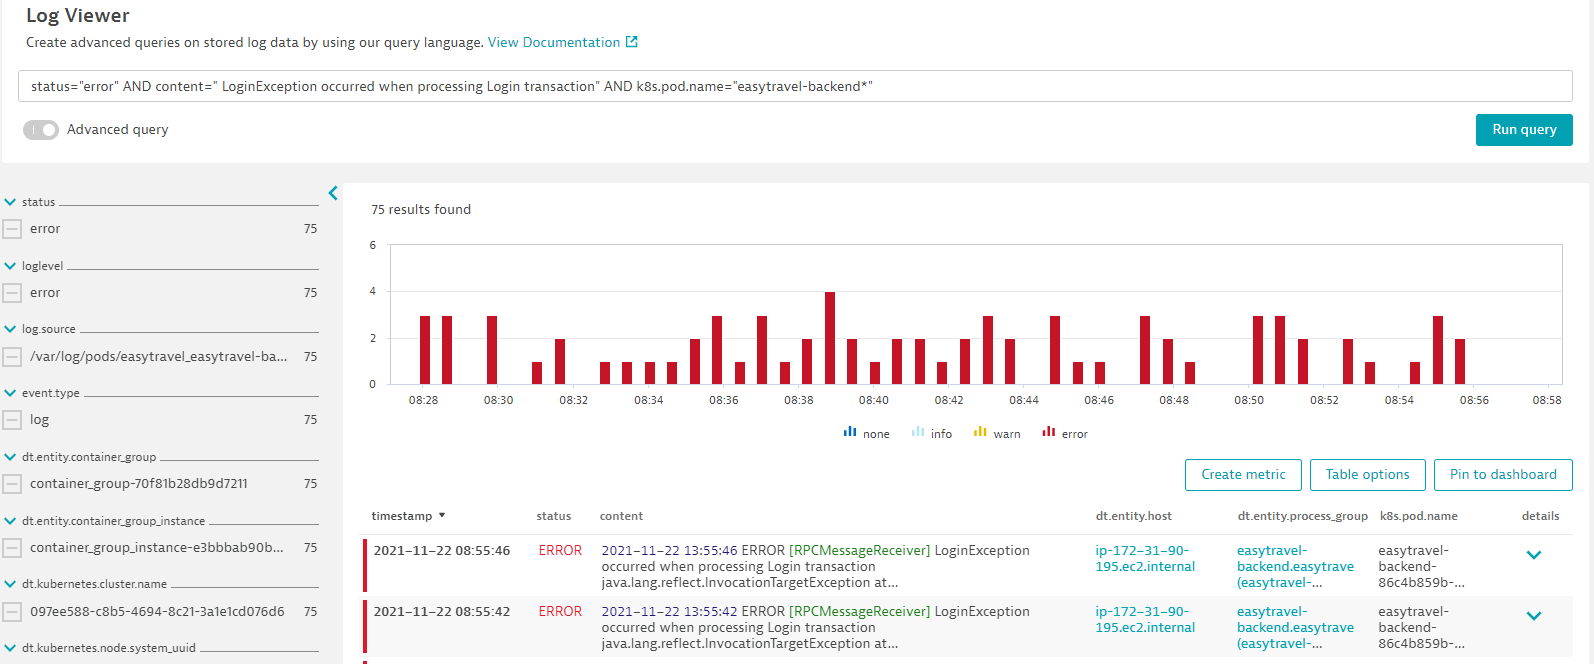 Log Viewer
Create advanced queries on stored log data by using our query language. View Documentation
status="error" AND content=" LoginException occurred when processing Login transaction" AND k8s.pod.name="easytravel-backend*"
Advanced query
Run query
status
error 75
loglevel
error 75
log.source
/var/log/pods/easytravel_easytravel-ba... 75
event.type
log 75
dt.entity.container_group
container_group-70f81b28db9d7211 75
dt.entity.container_group_instance
container_group_instance-e3bbbab90b... 75
dt.kubernetes.cluster.name
097ee588-c8b5-4694-8c21-3a1e1cd076d6 75
dt.kubernetes.node.system_uuid
75 results found
6
4
2
0
08:28 08:30 08:32 08:34 08:36 08:38 08:40 08:42 08:44 08:46 08:48 08:50 08:52 08:54 08:56 08:58
none info warn error
Create metric Table options Pin to dashboard
timestamp status content dt.entity.host dt.entity.process_group k8s.pod.name details
2021-11-22 08:55:46 ERROR 2021-11-22 13:55:46 ERROR [RPCMessageReceiver] LoginException ip-172-31-90- easytravel- easytravel-
occurred when processing Login transaction 195.ec2.internal backend.easytrave backend-
java.lang.reflect.InvocationTargetException at... (easytravel-... 86c4b859b-...
2021-11-22 08:55:42 ERROR 2021-11-22 13:55:42 ERROR [RPCMessageReceiver] LoginException ip-172-31-90- easytravel- easytravel-
occurred when processing Login transaction 195.ec2.internal backend.easytrave backend-
java.lang.reflect.InvocationTargetException at... (easytravel-... 86c4b859b-...